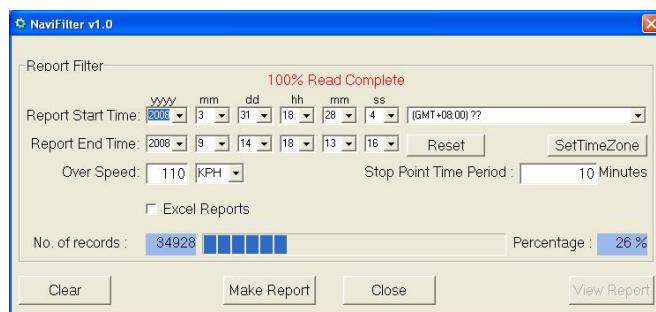 NaviFilter v1.0
Report Filter
100% Read Complete
yyyy mm dd hh mm ss
Report Start Time: 2008 3 31 18 28 4 (GMT+08:00) ??
Report End Time: 2008 9 14 18 13 16 Reset SetTimeZone
Over Speed: 110 KPH Stop Point Time Period : 10 Minutes
Excel Reports
No. of records : 34928 Percentage : 26 %
Clear Make Report Close View Report